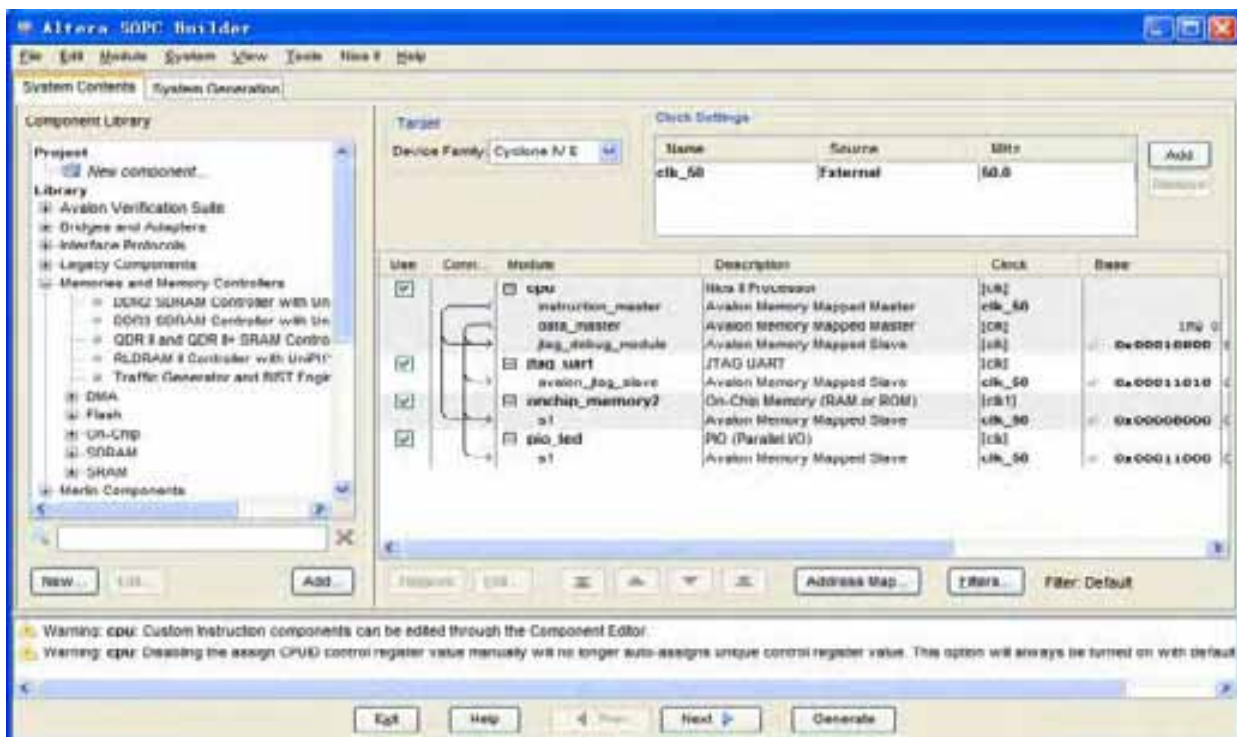 Altera SOPC Builder
File Edit Module System View Tools Nios II Help
System Contents System Generation
Component Library
Project
New component...
Library
Avalon Verification Suite
Bridges and Adapters
Interface Protocols
Legacy Components
Memories and Memory Controllers
DDR2 SDRAM Controller with Un
DDR3 SDRAM Controller with Un
QDR II and QDR II+ SRAM Contro
RLDRAM II Controller with UniPH
Traffic Generator and BIST Engir
DMA
Flash
On-Chip
SDRAM
SRAM
Merlin Components
New... Edit... Add...
Target
Device Family: Cyclone IV E
Clock Settings
Name Source MHz
clk_50 External 50.0
Add
Remove
Use Conn... Module Description Clock Base
cpu Nios II Processor [clk]
instruction_master Avalon Memory Mapped Master clk_50
data_master Avalon Memory Mapped Master [clk] IRQ 0
jtag_debug_module Avalon Memory Mapped Slave [clk] 0x00010800
jtag_uart JTAG UART [clk]
avalon_jtag_slave Avalon Memory Mapped Slave clk_50 0x00011010
onchip_memory2 On-Chip Memory (RAM or ROM) [clk1]
s1 Avalon Memory Mapped Slave clk_50 0x00008000
pio_led PIO (Parallel I/O) [clk]
s1 Avalon Memory Mapped Slave clk_50 0x00011000
Remove Edit... Address Map... Filters... Filter: Default
Warning: cpu: Custom Instruction components can be edited through the Component Editor.
Warning: cpu: Disabling the assign CPUID control register value manually will no longer auto-assigns unique control register value. This option will always be turned on with default
Exit Help Prev Next Generate